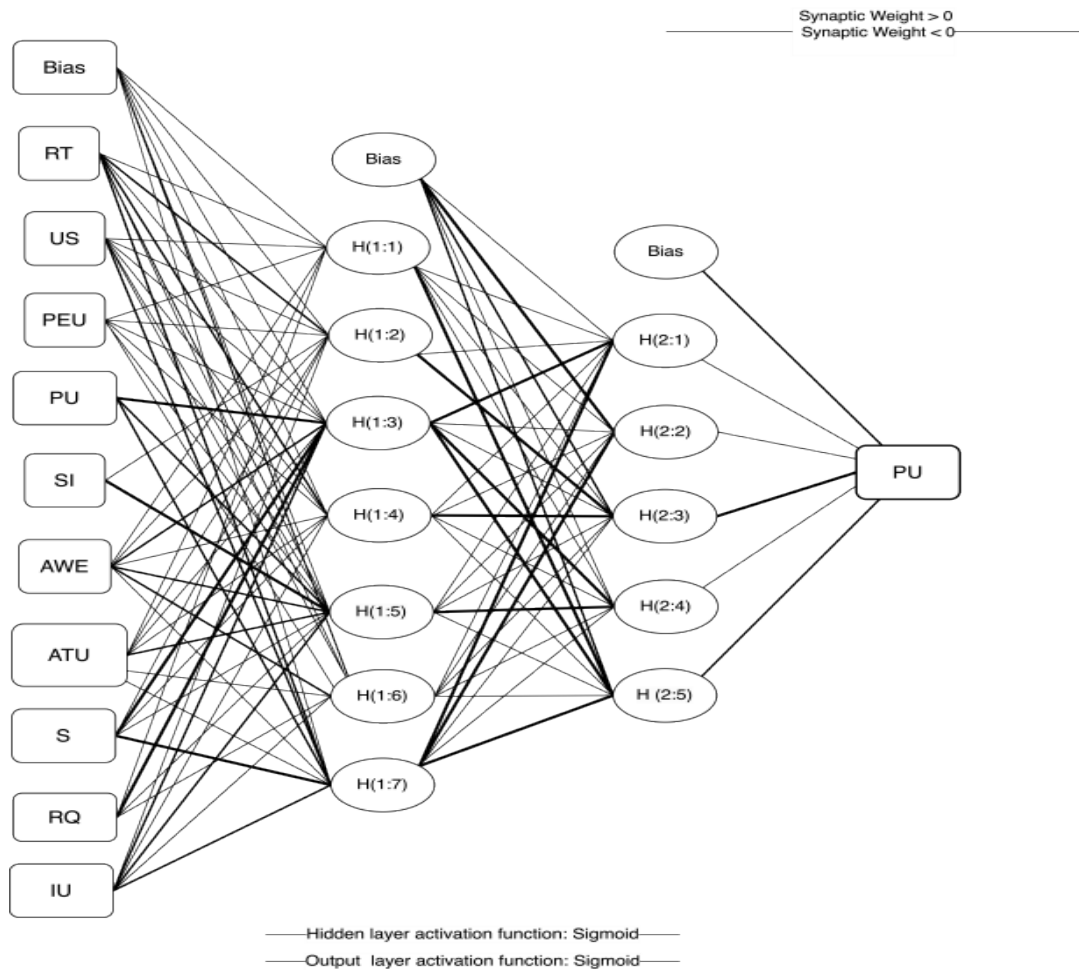 Synaptic Weight > 0
Synaptic Weight < 0
Bias
RT
US
PEU
PU
SI
AWE
ATU
S
RQ
IU
Bias
H(1:1)
H(1:2)
H(1:3)
H(1:4)
H(1:5)
H(1:6)
H(1:7)
Bias
H(2:1)
H(2:2)
H(2:3)
H(2:4)
H (2:5)
PU
Hidden layer activation function: Sigmoid
Output layer activation function: Sigmoid